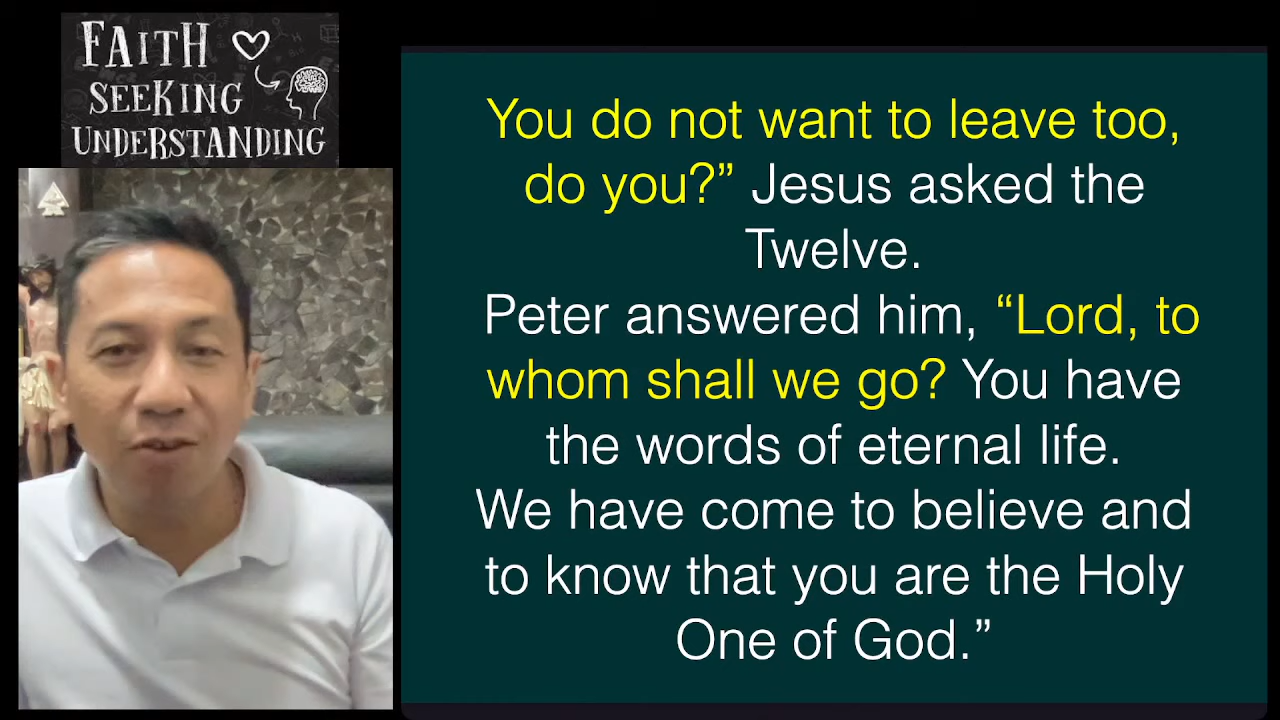 FAITH
SEEKING
UNDERSTANDING
You do not want to leave too,
do you?” Jesus asked the
Twelve.
Peter answered him, “Lord, to
whom shall we go? You have
the words of eternal life.
We have come to believe and
to know that you are the Holy
One of God.”